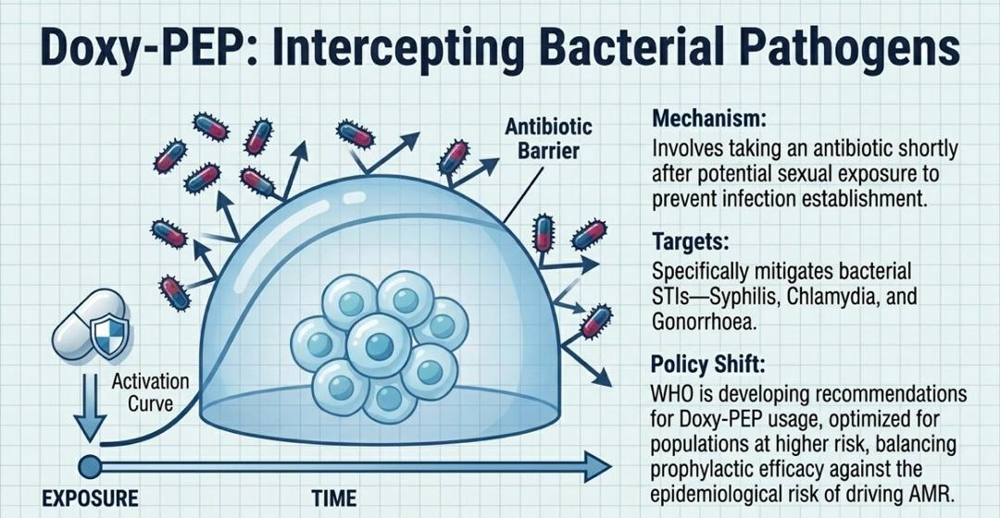 Doxy-PEP: Intercepting Bacterial Pathogens
Antibiotic
Barrier
Activation
Curve
EXPOSURE
TIME
Mechanism:
Involves taking an antibiotic shortly
after potential sexual exposure to
prevent infection establishment.
Targets:
Specifically mitigates bacterial
STIs—Syphilis, Chlamydia, and
Gonorrhoea.
Policy Shift:
WHO is developing recommendations
for Doxy-PEP usage, optimized for
populations at higher risk, balancing
prophylactic efficacy against the
epidemiological risk of driving AMR.